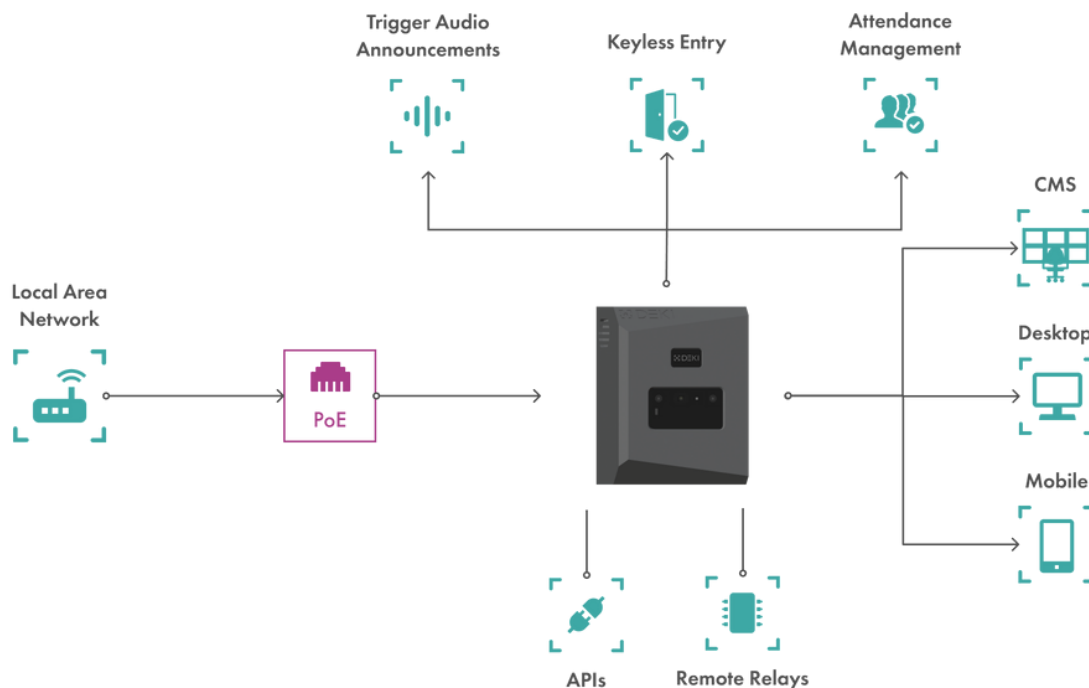 Trigger Audio
Announcements
Keyless Entry
Attendance
Management
CMS
Local Area
Network
Desktop
PoE
Mobile
APIs
Remote Relays